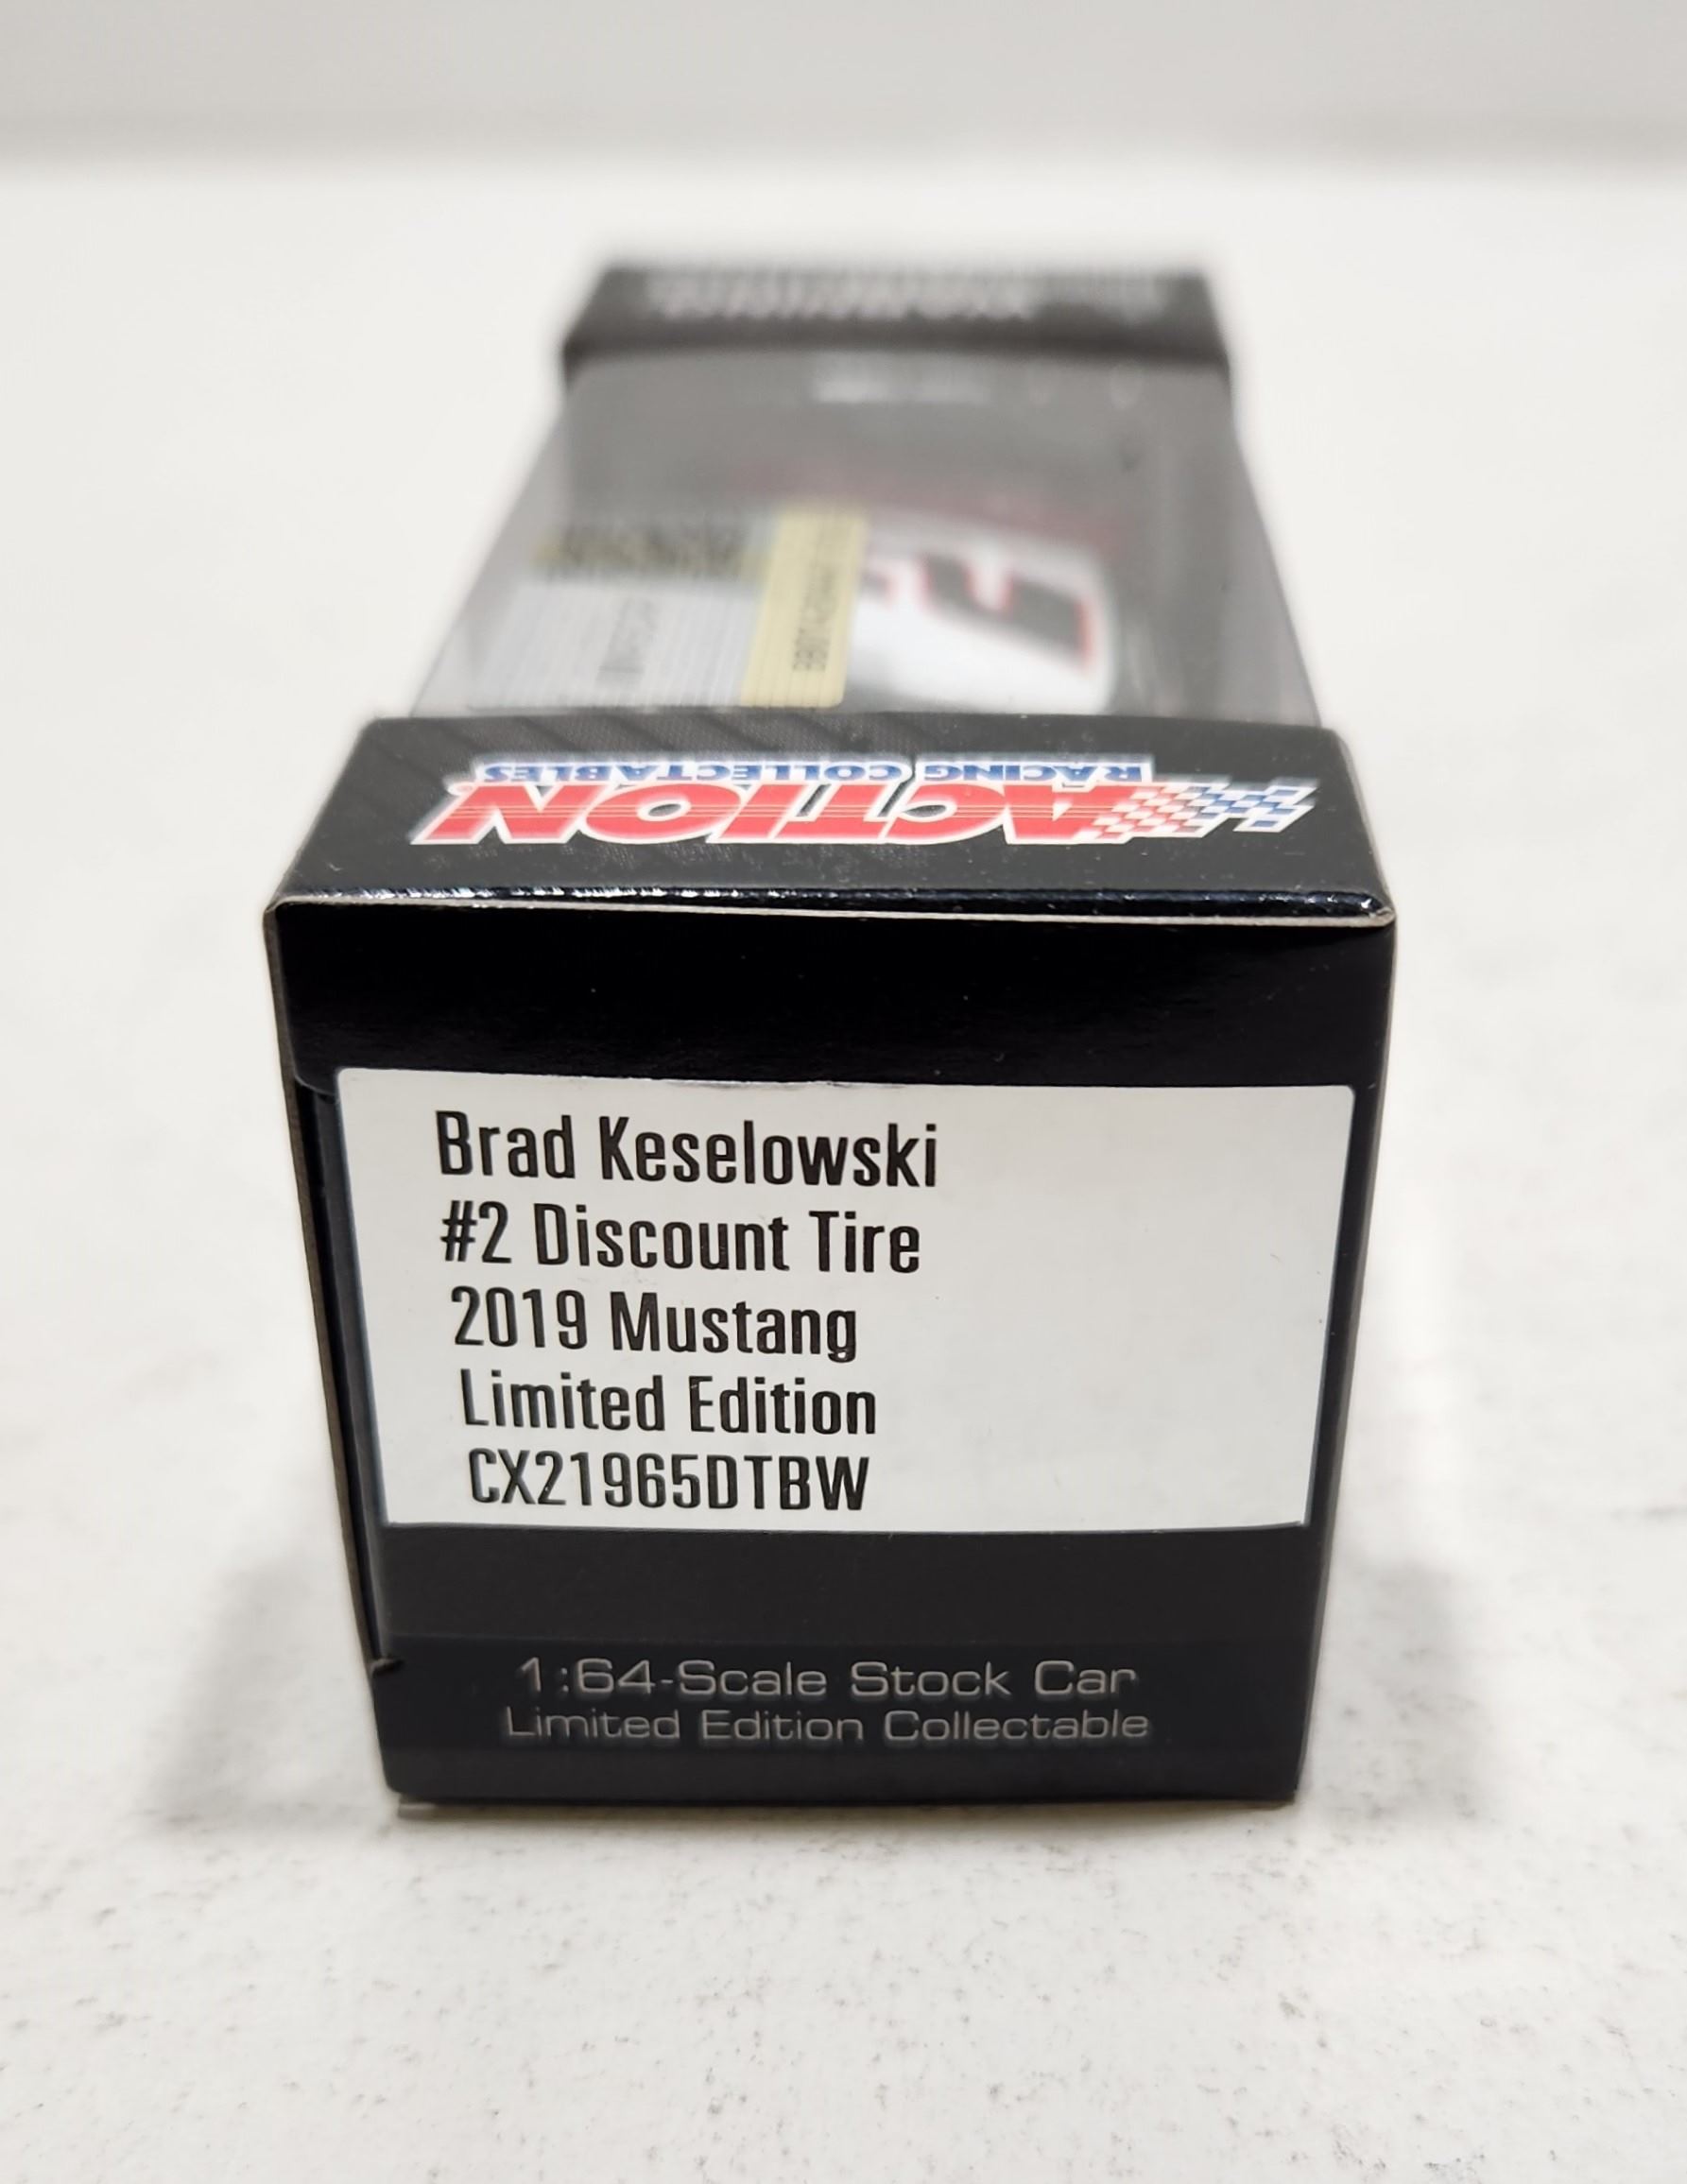 ACTION
RACING COLLECTABLES
Brad Keselowski
#2 Discount Tire
2019 Mustang
Limited Edition
CX21965DTBW
1:64-Scale Stock Car
Limited Edition Collectable